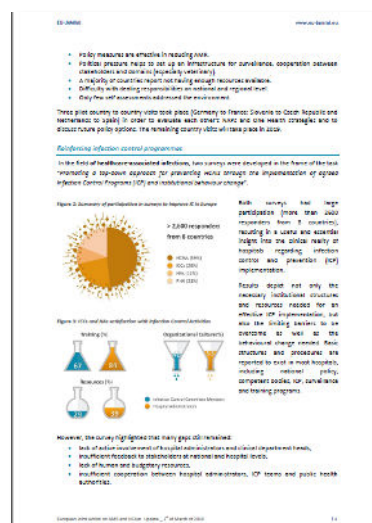 EU-JAMRAI
www.eu-jamrai.eu
Policy measures are effective in reducing AMR.
Political pressure helps to set up an infrastructure for surveillance, cooperation between
stakeholders and domains (especially veterinary).
A majority of countries report not having enough resources available.
Difficulty with dealing responsibilities on national and regional level.
Only few self assessments addressed the environment.
Three pilot country to country visits took place (Germany to France; Slovenia to Czech Republic and
Netherlands to Spain) in order to evaluate each other's NAPs and One Health strategies and to
discuss future policy options. The remaining country visits will take place in 2019.
Reinforcing infection control programmes
In the field of healthcare-associated infections, two surveys were developed in the frame of the task
"Promoting a top-down approach for preventing HCAIs through the implementation of agreed
Infection Control Programs (ICP) and institutional behaviour change".
Figure 2: Summary of participation in surveys to improve IC in Europe
> 2,600 responders
from 8 countries
Figure 3: ICCs and HAs satisfaction with Infection Control Activities
Training (%)
Organizational Culture (%)
Resources (%)
Both surveys had large
participation (more than 2600
responders from 8 countries),
resulting in a useful and essential
insight into the clinical reality of
hospitals regarding infection
control and prevention (ICP)
implementation.
Results depict not only the
necessary institutional structures
and resources needed for an
effective ICP implementation, but
also the limiting barriers to be
overcome as well as the
behavioural change needed. Basic
structures and procedures are
reported to exist in most hospitals,
including national policy,
competent bodies, ICP, surveillance
and training programs
However, the survey highlighted that many gaps still remained:
lack of active involvement of hospital administrators and clinical department heads,
insufficient feedback to stakeholders at national and hospital levels,
lack of human and budgetary resources,
insufficient cooperation between hospital administrators, ICP teams and public health
authorities.